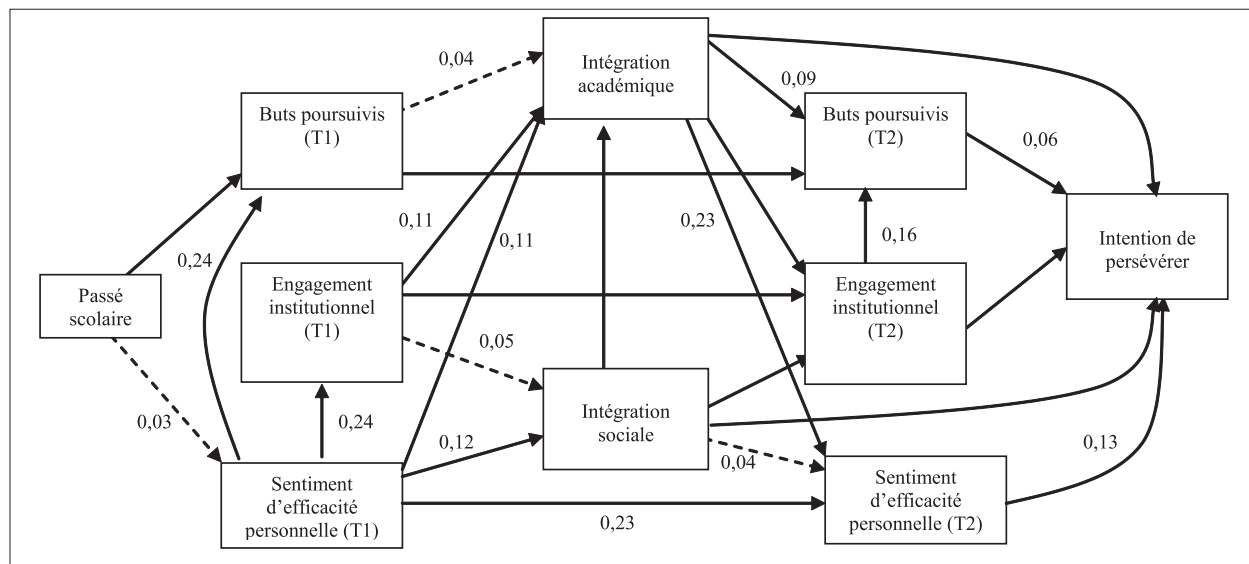 0,04
Intégration
académique
0,09
Buts poursuivis
(T1)
Buts poursuivis
(T2)
0,06
0,11
0,11
0,23
0,16
Intention de
persévérer
0,24
Passé
scolaire
Engagement
institutionnel
(T1)
Engagement
institutionnel
(T2)
0,05
0,03
0,24
Intégration
sociale
0,12
0,04
0,13
Sentiment
d’efficacité
personnelle (T1)
Sentiment
d’efficacité
personnelle (T2)
0,23